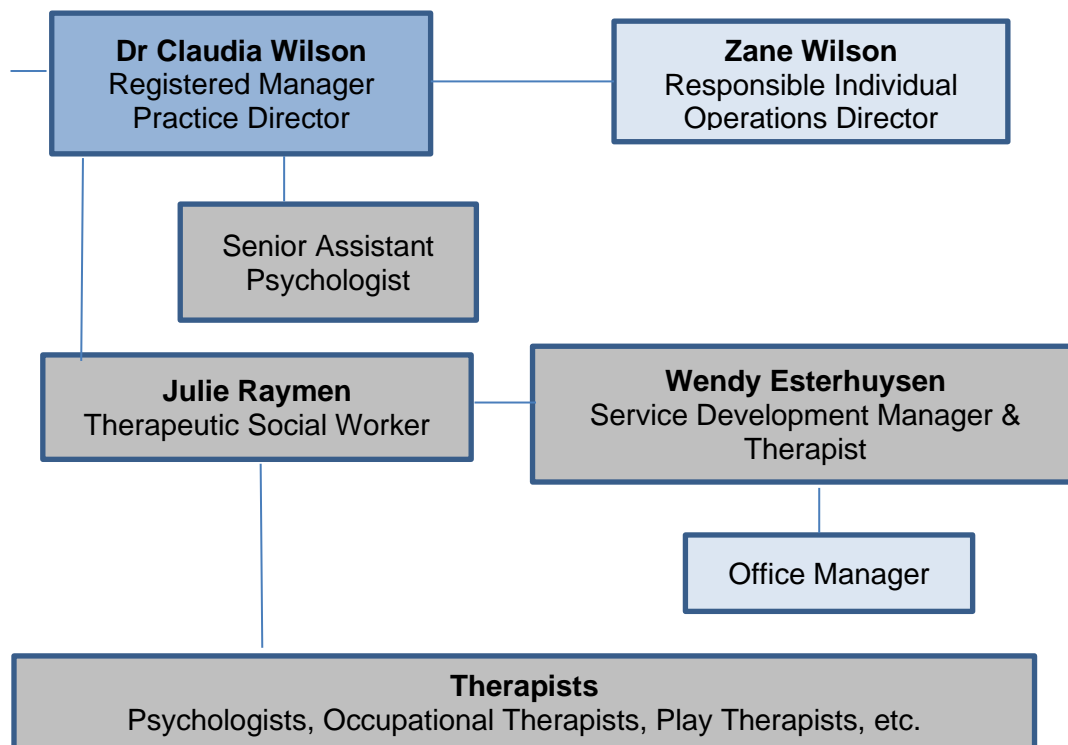 Dr Claudia Wilson
Registered Manager
Practice Director
Zane Wilson
Responsible Individual
Operations Director
Senior Assistant
Psychologist
Julie Raymen
Therapeutic Social Worker
Wendy Esterhuysen
Service Development Manager &
Therapist
Office Manager
Therapists
Psychologists, Occupational Therapists, Play Therapists, etc.